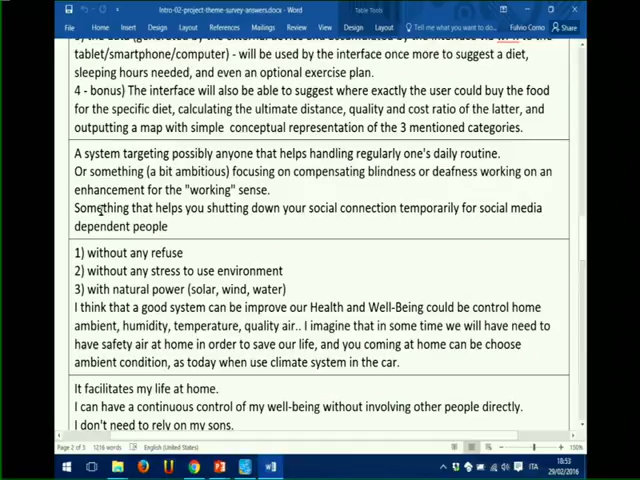 Intro-02-project-theme-survey-answers.docx - Word
Table Tools
Fulvio Corno
File Home Insert Design Layout References Mailings Review View Design Layout Tell me what you want to do... Share
tablet/smartphone/computer) - will be used by the interface once more to suggest a diet,
sleeping hours needed, and even an optional exercise plan.
4 - bonus) The interface will also be able to suggest where exactly the user could buy the food
for the specific diet, calculating the ultimate distance, quality and cost ratio of the latter, and
outputting a map with simple conceptual representation of the 3 mentioned categories.
A system targeting possibly anyone that helps handling regularly one's daily routine.
Or something (a bit ambitious) focusing on compensating blindness or deafness working on an
enhancement for the "working" sense.
Something that helps you shutting down your social connection temporarily for social media
dependent people
1) without any refuse
2) without any stress to use environment
3) with natural power (solar, wind, water)
I think that a good system can be improve our Health and Well-Being could be control home
ambient, humidity, temperature, quality air.. I imagine that in some time we will have need to
have safety air at home in order to save our life, and you coming at home can be choose
ambient condition, as today when use climate system in the car.
It facilitates my life at home.
I can have a continuous control of my well-being without involving other people directly.
I don't need to rely on my sons.
Page 2 of 3 1216 words English (United States) 150%
ITA
18:53
29/02/2016